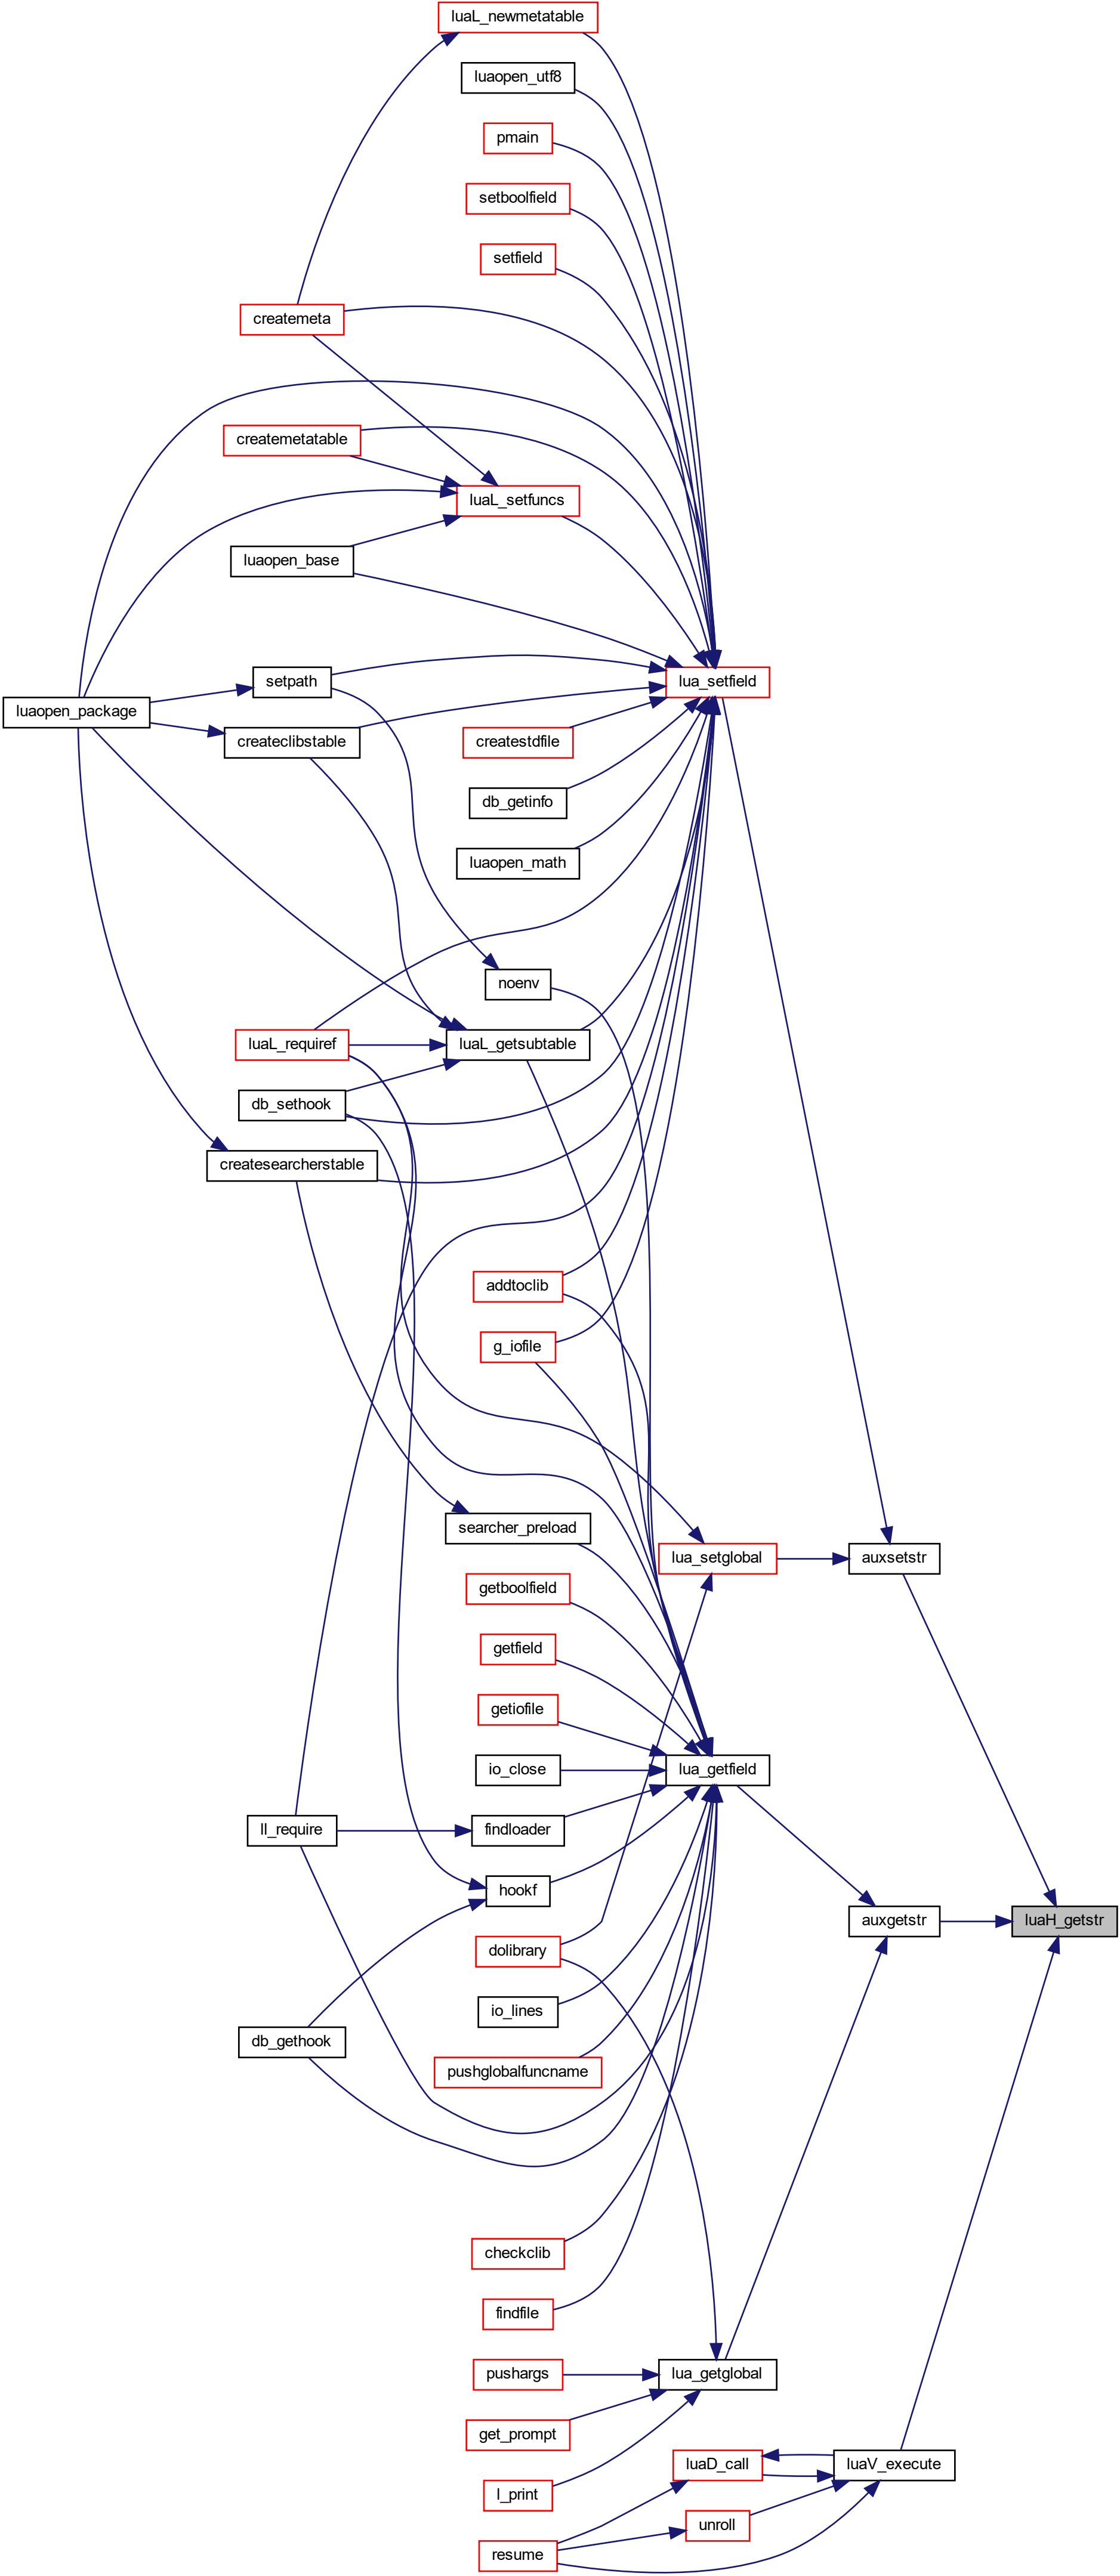 luaL_newmetatable
luaopen_utf8
pmain
setboolfield
setfield
createmeta
createmetatable
luaL_setfuncs
luaopen_base
setpath
lua_setfield
luaopen_package
createclibstable
createstdfile
db_getinfo
luaopen_math
noenv
luaL_requiref
luaL_getsubtable
db_sethook
createsearcherstable
addtoclib
g_iofile
searcher_preload
lua_setglobal
auxsetstr
getboolfield
getfield
getiofile
io_close
lua_getfield
ll_require
findloader
hookf
auxgetstr
luaH_getstr
dolibrary
io_lines
db_gethook
pushglobalfuncname
checkclib
findfile
pushargs
lua_getglobal
get_prompt
luaD_call
luaV_execute
l_print
unroll
resume